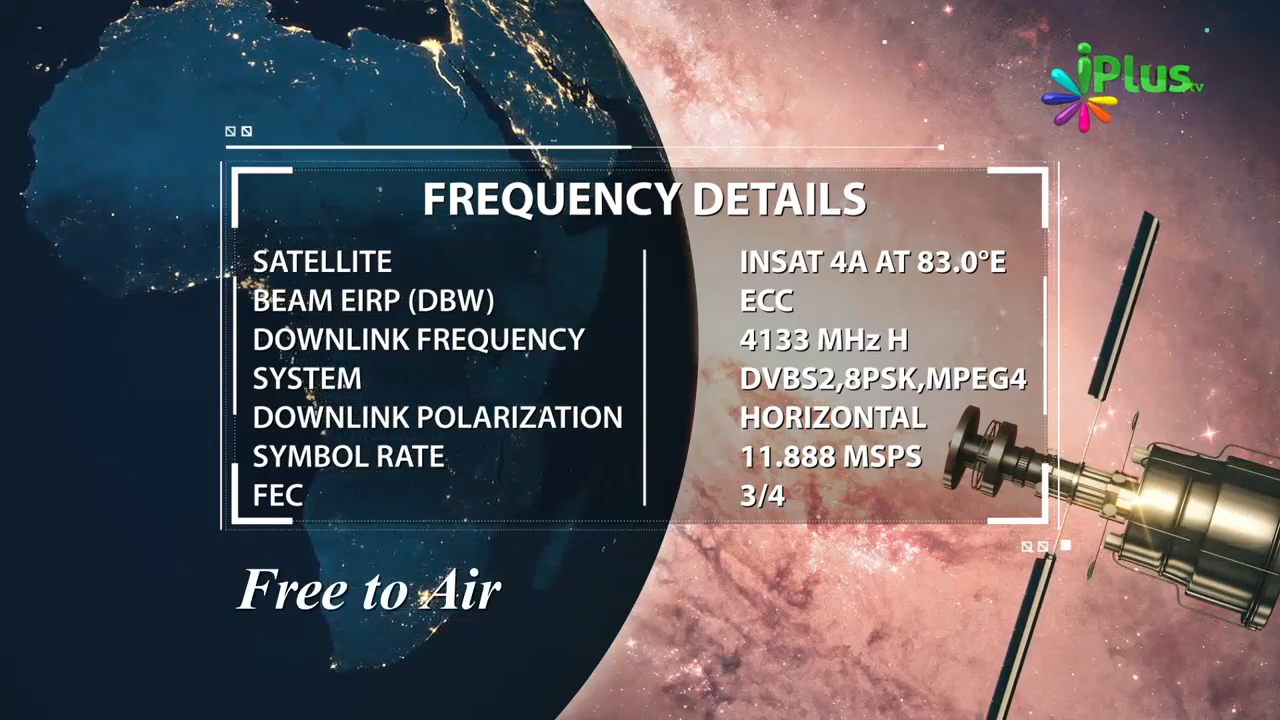 iPlus tv
FREQUENCY DETAILS
SATELLITE INSAT 4A AT 83.0°E
BEAM EIRP (DBW) ECC
DOWNLINK FREQUENCY 4133 MHz H
SYSTEM DVBS2,8PSK,MPEG4
DOWNLINK POLARIZATION HORIZONTAL
SYMBOL RATE 11.888 MSPS
FEC 3/4
Free to Air